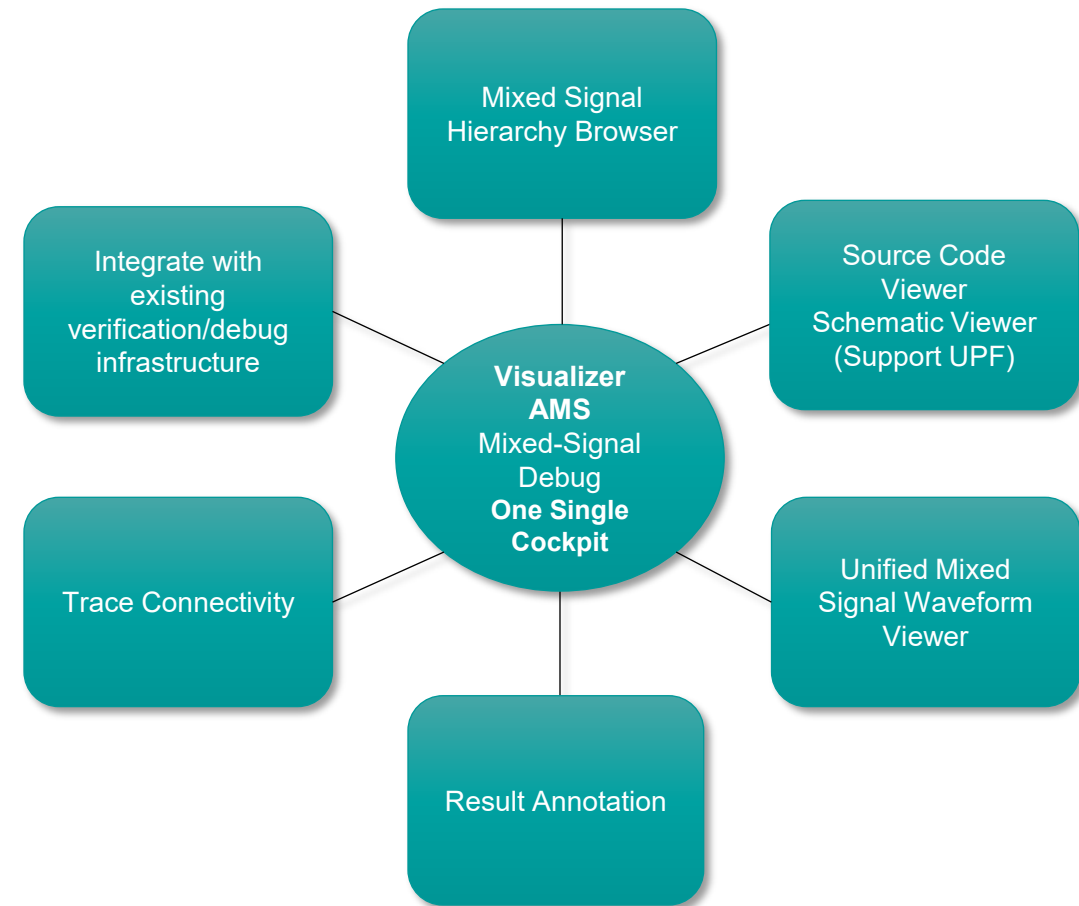 Mixed Signal
Hierarchy Browser
Integrate with
existing
verification/debug
infrastructure
Source Code
Viewer
Schematic Viewer
(Support UPF)
Visualizer
AMS
Mixed-Signal
Debug
One Single
Cockpit
Trace Connectivity
Unified Mixed
Signal Waveform
Viewer
Result Annotation